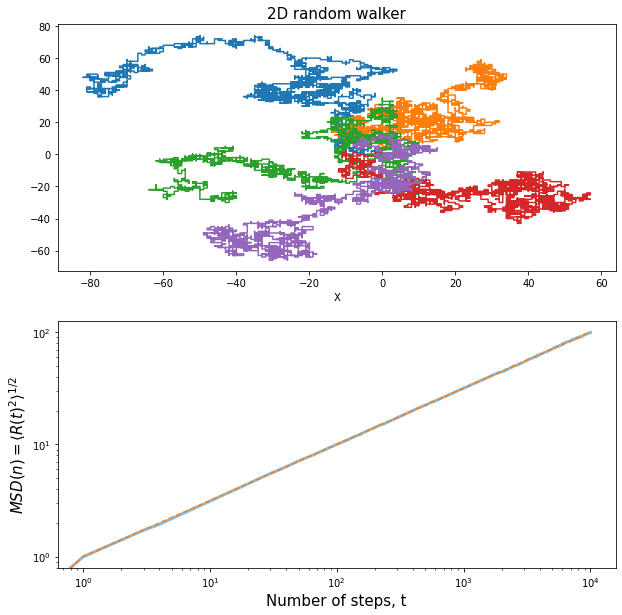 2D random walker
80
60
40
20
0
−20
−40
−60
−80 −60 −40 −20 0 20 40 60
X
10²
10¹
10⁰
MSD(n) = ⟨R(t)²⟩^{1/2}
10⁰ 10¹ 10² 10³ 10⁴
Number of steps, t